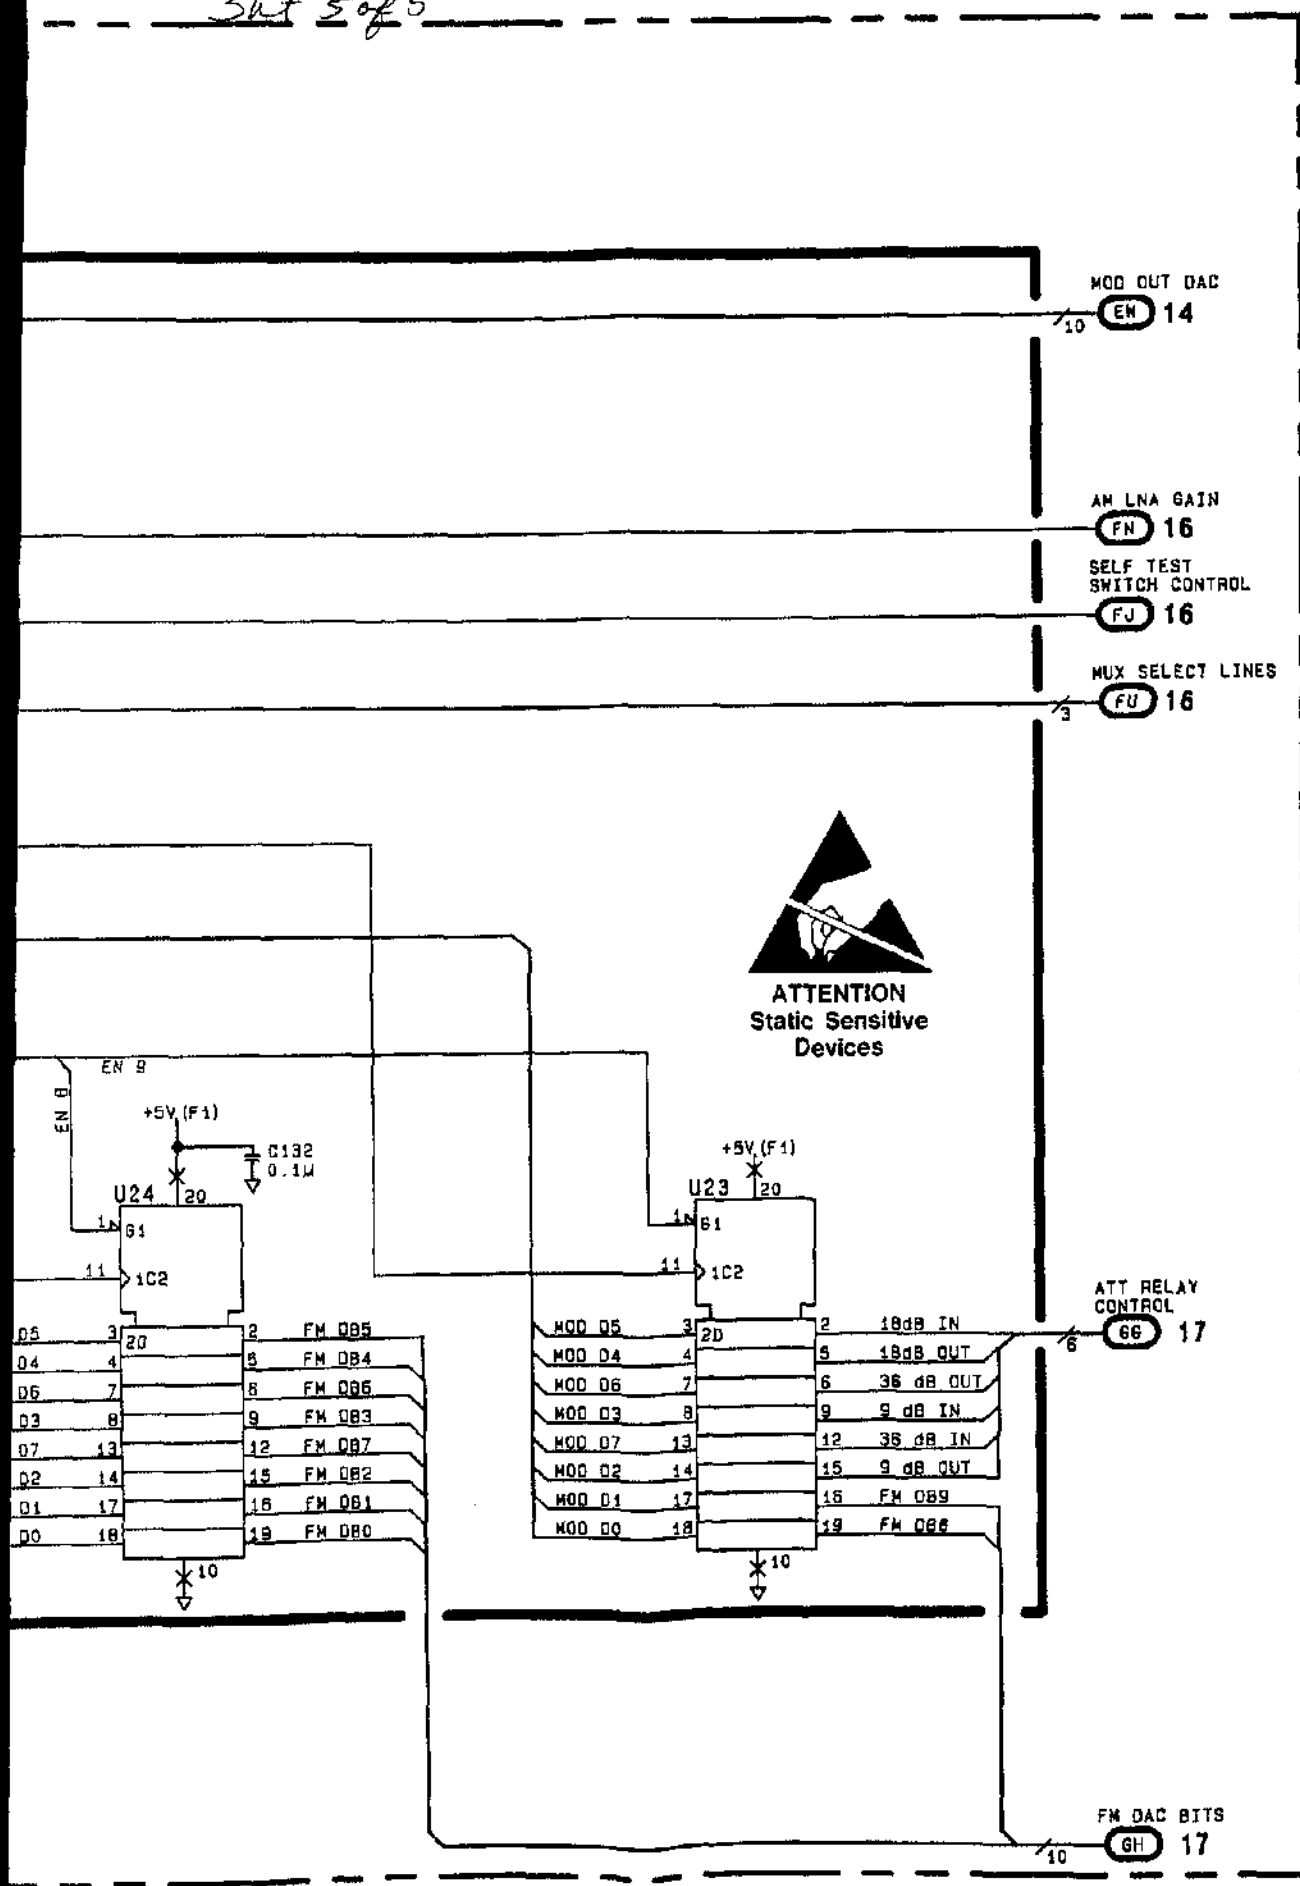 Sht 5 of 5
MOD OUT DAC
EW 14
10
AM LNA GAIN
FN 16
SELF TEST
SWITCH CONTROL
FJ 16
MUX SELECT LINES
FU 16
3
ATTENTION
Static Sensitive
Devices
EN 9
EN 8
+5V (F1)
C132
0.1U
U24
20
1
G1
11
1C2
2D
D5 3 2 FM DB5
D4 4 5 FM DB4
D6 7 6 FM DB6
D3 8 9 FM DB3
D7 13 12 FM DB7
D2 14 15 FM DB2
D1 17 16 FM DB1
D0 18 19 FM DB0
10
+5V (F1)
U23
20
1
G1
11
1C2
2D
MOD D5 3 2 18dB IN
MOD D4 4 5 18dB OUT
MOD D6 7 6 36 dB OUT
MOD D3 8 9 9 dB IN
MOD D7 13 12 36 dB IN
MOD D2 14 15 9 dB OUT
MOD D1 17 16 FM DB9
MOD D0 18 19 FM DB8
10
ATT RELAY
CONTROL
GG 17
6
FM DAC BITS
GH 17
10